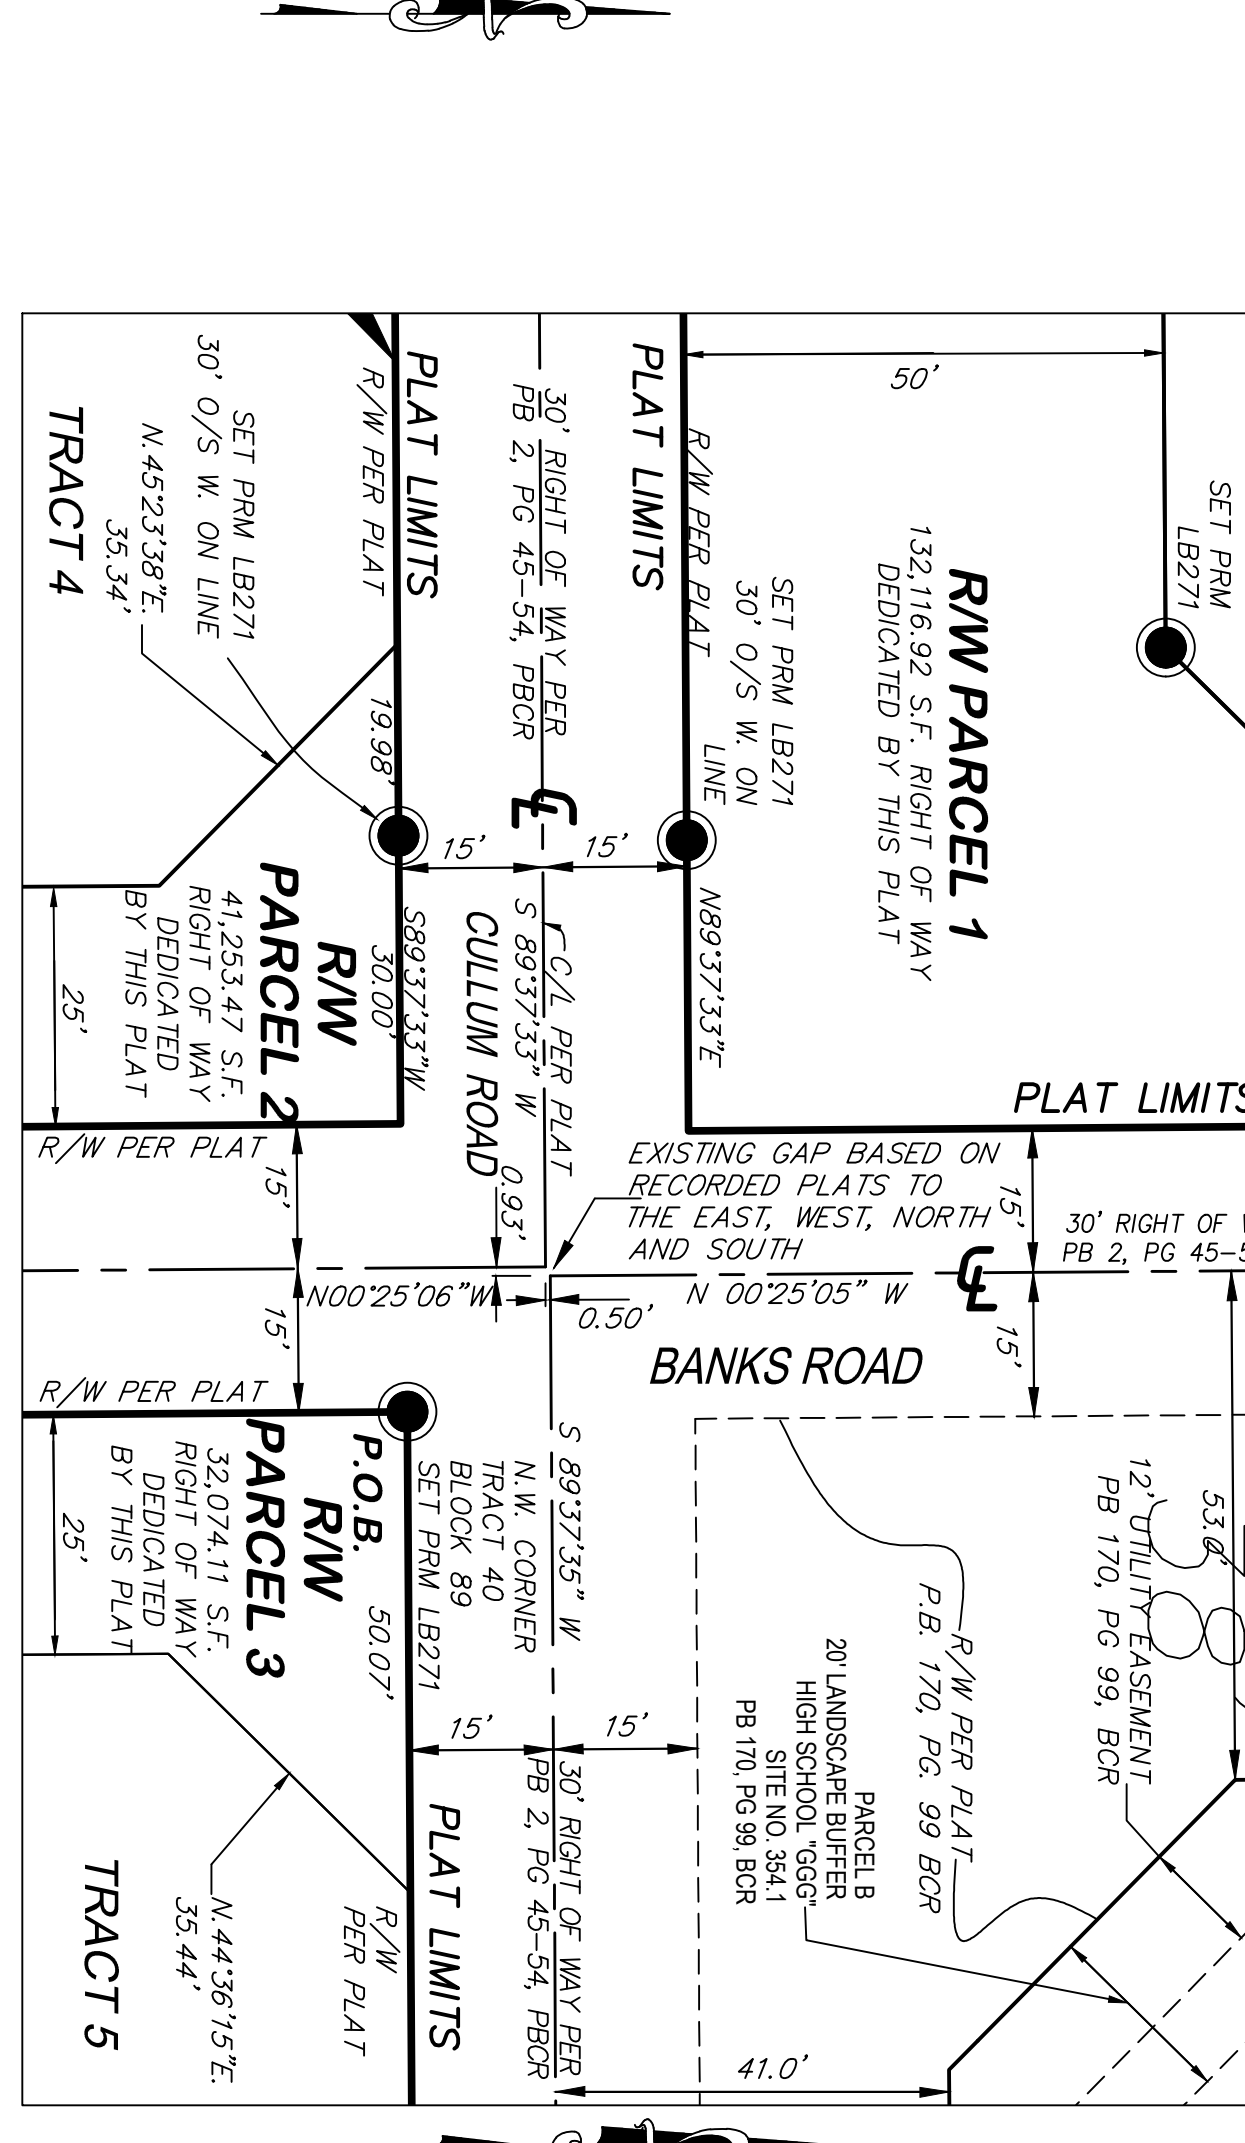 50'
SET PRM
LB271
R/W PARCEL 1
132,116.92 S.F. RIGHT OF WAY
DEDICATED BY THIS PLAT
SET PRM LB271
30' O/S W. ON
LINE
R/W PER PLAT
N89°37'33"E
PLAT LIMITS
30' RIGHT OF WAY PER
PB 2, PG 45-54, PBCR
PLAT LIMITS
R/W PER PLAT
SET PRM LB271
30' O/S W. ON LINE
N.45°23'38"E.
35.34'
TRACT 4
19.98'
15'
15'
C/L PER PLAT
S 89°37'33" W
CULLUM ROAD
S89°37'33"W
30.00'
R/W
PARCEL 2
41,253.47 S.F.
RIGHT OF WAY
DEDICATED
BY THIS PLAT
25'
PLAT LIMITS
R/W PER PLAT
15'
15'
0.93'
EXISTING GAP BASED ON
RECORDED PLATS TO
THE EAST, WEST, NORTH
AND SOUTH
15'
30' RIGHT OF
PB 2, PG 45-5
N00°25'06"W
0.50'
N 00°25'05" W
15'
BANKS ROAD
R/W PER PLAT
P.O.B.
R/W
PARCEL 3
32,074.11 S.F.
RIGHT OF WAY
DEDICATED
BY THIS PLAT
25'
50.07'
S 89°37'35" W
N.W. CORNER
TRACT 40
BLOCK 89
SET PRM LB271
53.0'
12' UTILITY EASEMENT
PB 170, PG 99, BCR
R/W PER PLAT
P.B. 170, PG. 99 BCR
PARCEL B
20' LANDSCAPE BUFFER
HIGH SCHOOL "GGG"
SITE NO. 354.1
PB 170, PG 99, BCR
15'
15'
30' RIGHT OF WAY PER
PB 2, PG 45-54, PBCR
PLAT LIMITS
R/W
PER PLAT
N.44°36'15"E.
35.44'
TRACT 5
41.0'